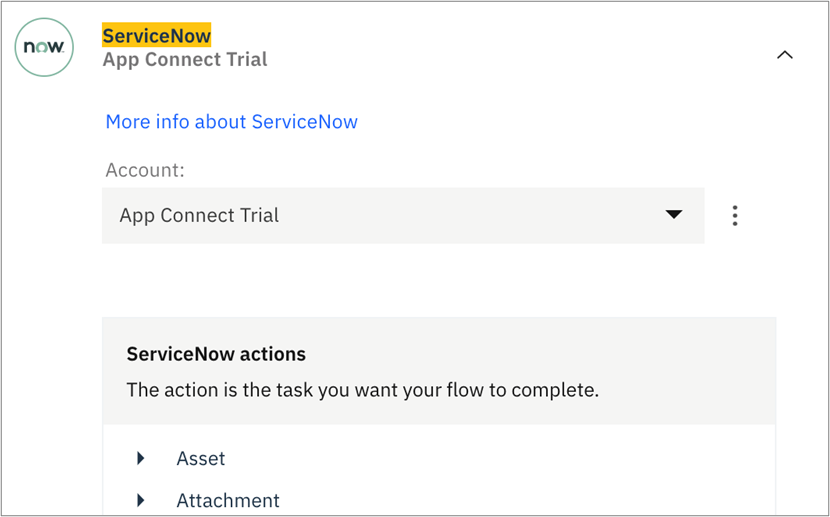 now.
ServiceNow
App Connect Trial
More info about ServiceNow
Account:
App Connect Trial
ServiceNow actions
The action is the task you want your flow to complete.
Asset
Attachment